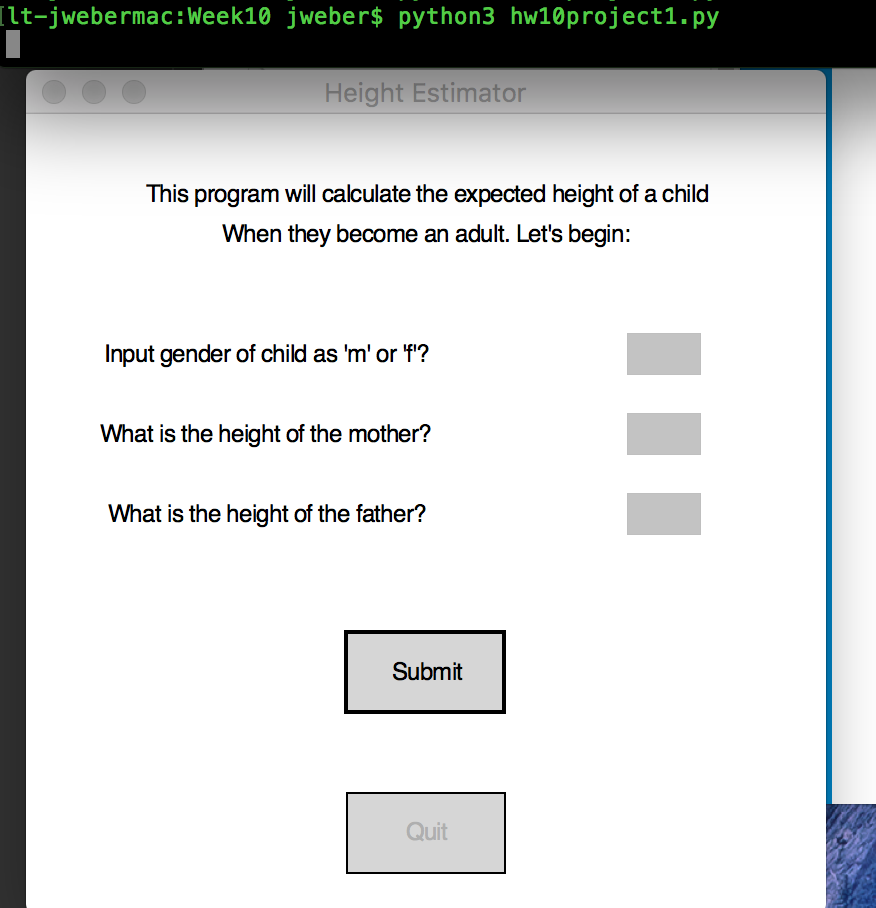 [lt-jwebermac:Week10 jweber$ python3 hw10project1.py
Height Estimator
This program will calculate the expected height of a child
When they become an adult. Let's begin:
Input gender of child as 'm' or 'f'?
What is the height of the mother?
What is the height of the father?
Submit
Quit